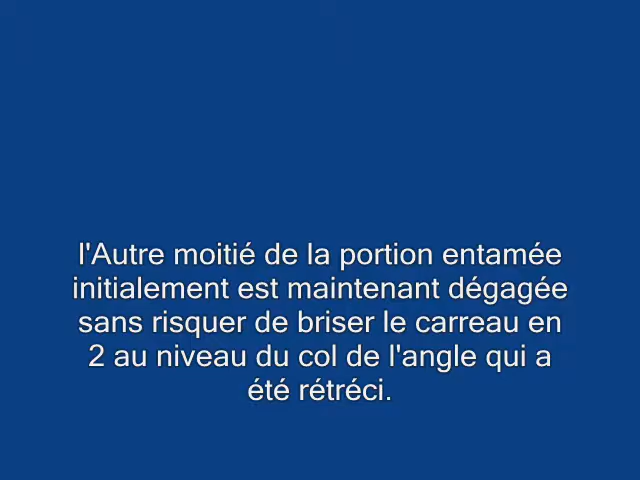 l'Autre moitié de la portion entamée
initialement est maintenant dégagée
sans risquer de briser le carreau en
2 au niveau du col de l'angle qui a
été rétréci.